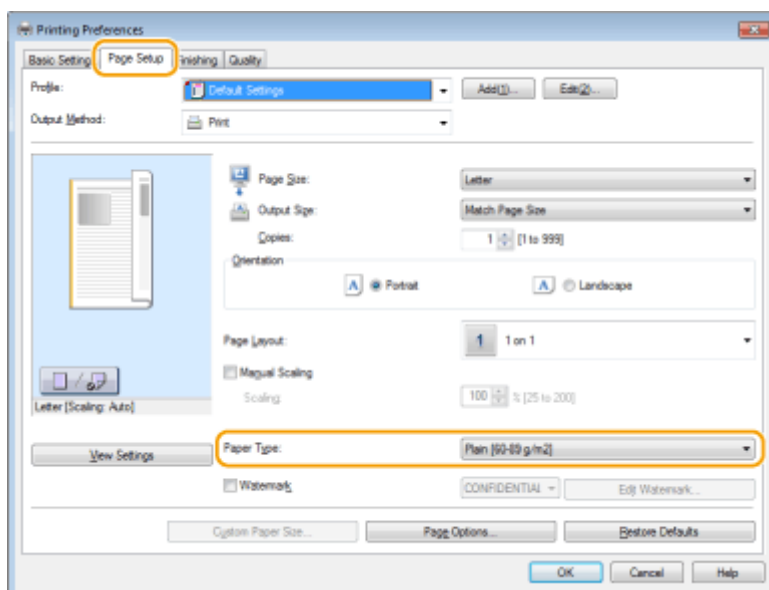 Printing Preferences
Basic Setting Page Setup Finishing Quality
Profile: Default Settings Add(1)... Edit(2)...
Output Method: Print
Page Size: Letter
Output Size: Match Page Size
Copies: 1 [1 to 999]
Orientation
A Portrait A Landscape
Page Layout: 1 1 on 1
Manual Scaling
Scaling: 100 % [25 to 200]
Letter [Scaling: Auto]
View Settings Paper Type: Plain [60-89 g/m2]
Watermark CONFIDENTIAL Edit Watermark...
Custom Paper Size... Page Options... Restore Defaults
OK Cancel Help